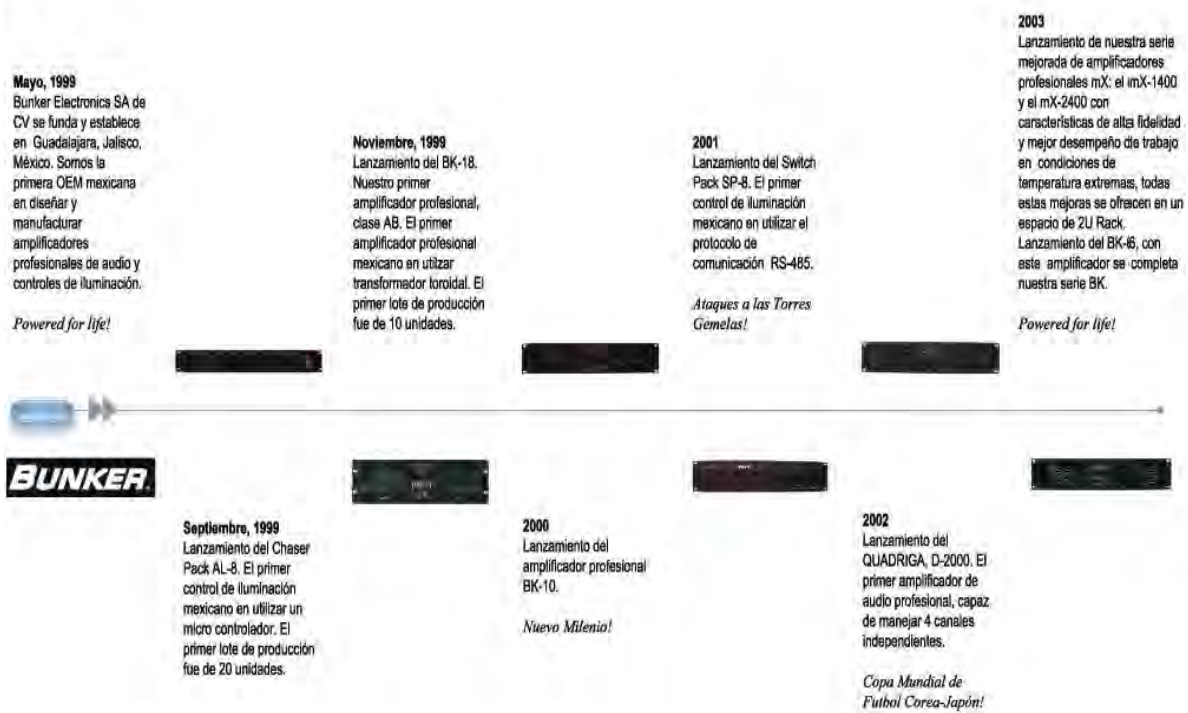 Mayo, 1999
Bunker Electronics SA de
CV se funda y establece
en Guadalajara, Jalisco,
México. Somos la
primera OEM mexicana
en diseñar y
manufacturar
amplificadores
profesionales de audio y
controles de iluminación.
Powered for life!
BUNKER
Septiembre, 1999
Lanzamiento del Chaser
Pack AL-8. El primer
control de iluminación
mexicano en utilizar un
micro controlador. El
primer lote de producción
fue de 20 unidades.
Noviembre, 1999
Lanzamiento del BK-18.
Nuestro primer
amplificador profesional,
clase AB. El primer
amplificador profesional
mexicano en utilzar
transformador toroidal. El
primer lote de producción
fue de 10 unidades.
2000
Lanzamiento del
amplificador profesional
BK-10.
Nuevo Milenio!
2001
Lanzamiento del Switch
Pack SP-8. El primer
control de iluminación
mexicano en utilizar el
protocolo de
comunicación RS-485.
Ataques a las Torres
Gemelas!
2002
Lanzamiento del
QUADRIGA, D-2000. El
primer amplificador de
audio profesional, capaz
de manejar 4 canales
independientes.
Copa Mundial de
Futbol Corea-Japón!
2003
Lanzamiento de nuestra serie
mejorada de amplificadores
profesionales mX: el mX-1400
y el mX-2400 con
características de alta fidelidad
y mejor desempeño de trabajo
en condiciones de
temperatura extremas, todas
estas mejoras se ofrecen en un
espacio de 2U Rack.
Lanzamiento del BK-6, con
este amplificador se completa
nuestra serie BK.
Powered for life!